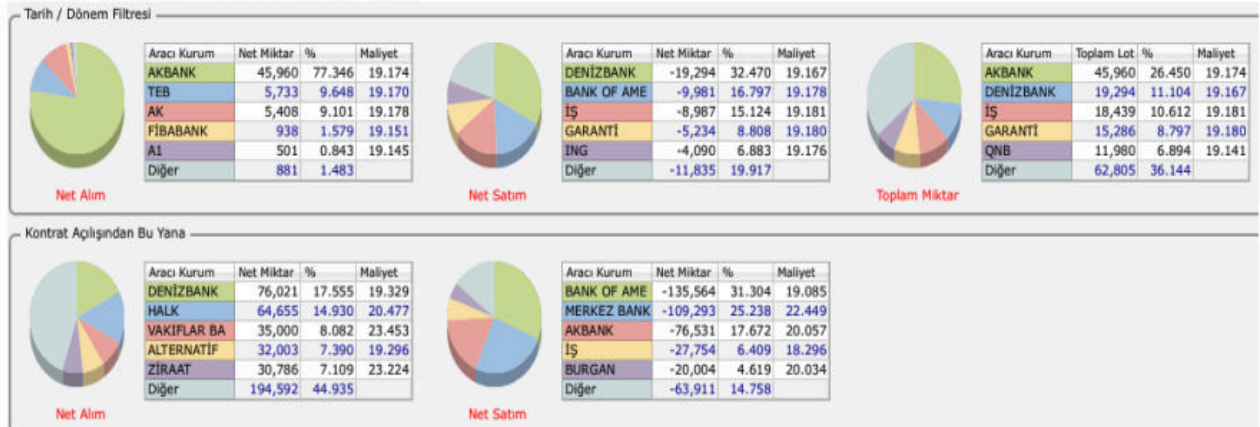 Tarih / Dönem Filtresi
Aracı Kurum Net Miktar % Maliyet
AKBANK 45,960 77.346 19.174
TEB 5,733 9.648 19.170
AK 5,408 9.101 19.178
FİBABANK 938 1.579 19.151
A1 501 0.843 19.145
Diğer 881 1.483
Net Alım
Aracı Kurum Net Miktar % Maliyet
DENİZBANK -19,294 32.470 19.167
BANK OF AME -9,981 16.797 19.178
İŞ -8,987 15.124 19.181
GARANTİ -5,234 8.808 19.180
ING -4,090 6.883 19.176
Diğer -11,835 19.917
Net Satım
Aracı Kurum Toplam Lot % Maliyet
AKBANK 45,960 26.450 19.174
DENİZBANK 19,294 11.104 19.167
İŞ 18,439 10.612 19.181
GARANTİ 15,286 8.797 19.180
QNB 11,980 6.894 19.141
Diğer 62,805 36.144
Toplam Miktar
Kontrat Açılışından Bu Yana
Aracı Kurum Net Miktar % Maliyet
DENİZBANK 76,021 17.555 19.329
HALK 64,655 14.930 20.477
VAKIFLAR BA 35,000 8.082 23.453
ALTERNATİF 32,003 7.390 19.296
ZİRAAT 30,786 7.109 23.224
Diğer 194,592 44.935
Net Alım
Aracı Kurum Net Miktar % Maliyet
BANK OF AME -135,564 31.304 19.085
MERKEZ BANK -109,293 25.238 22.449
AKBANK -76,531 17.672 20.057
İŞ -27,754 6.409 18.296
BURGAN -20,004 4.619 20.034
Diğer -63,911 14.758
Net Satım